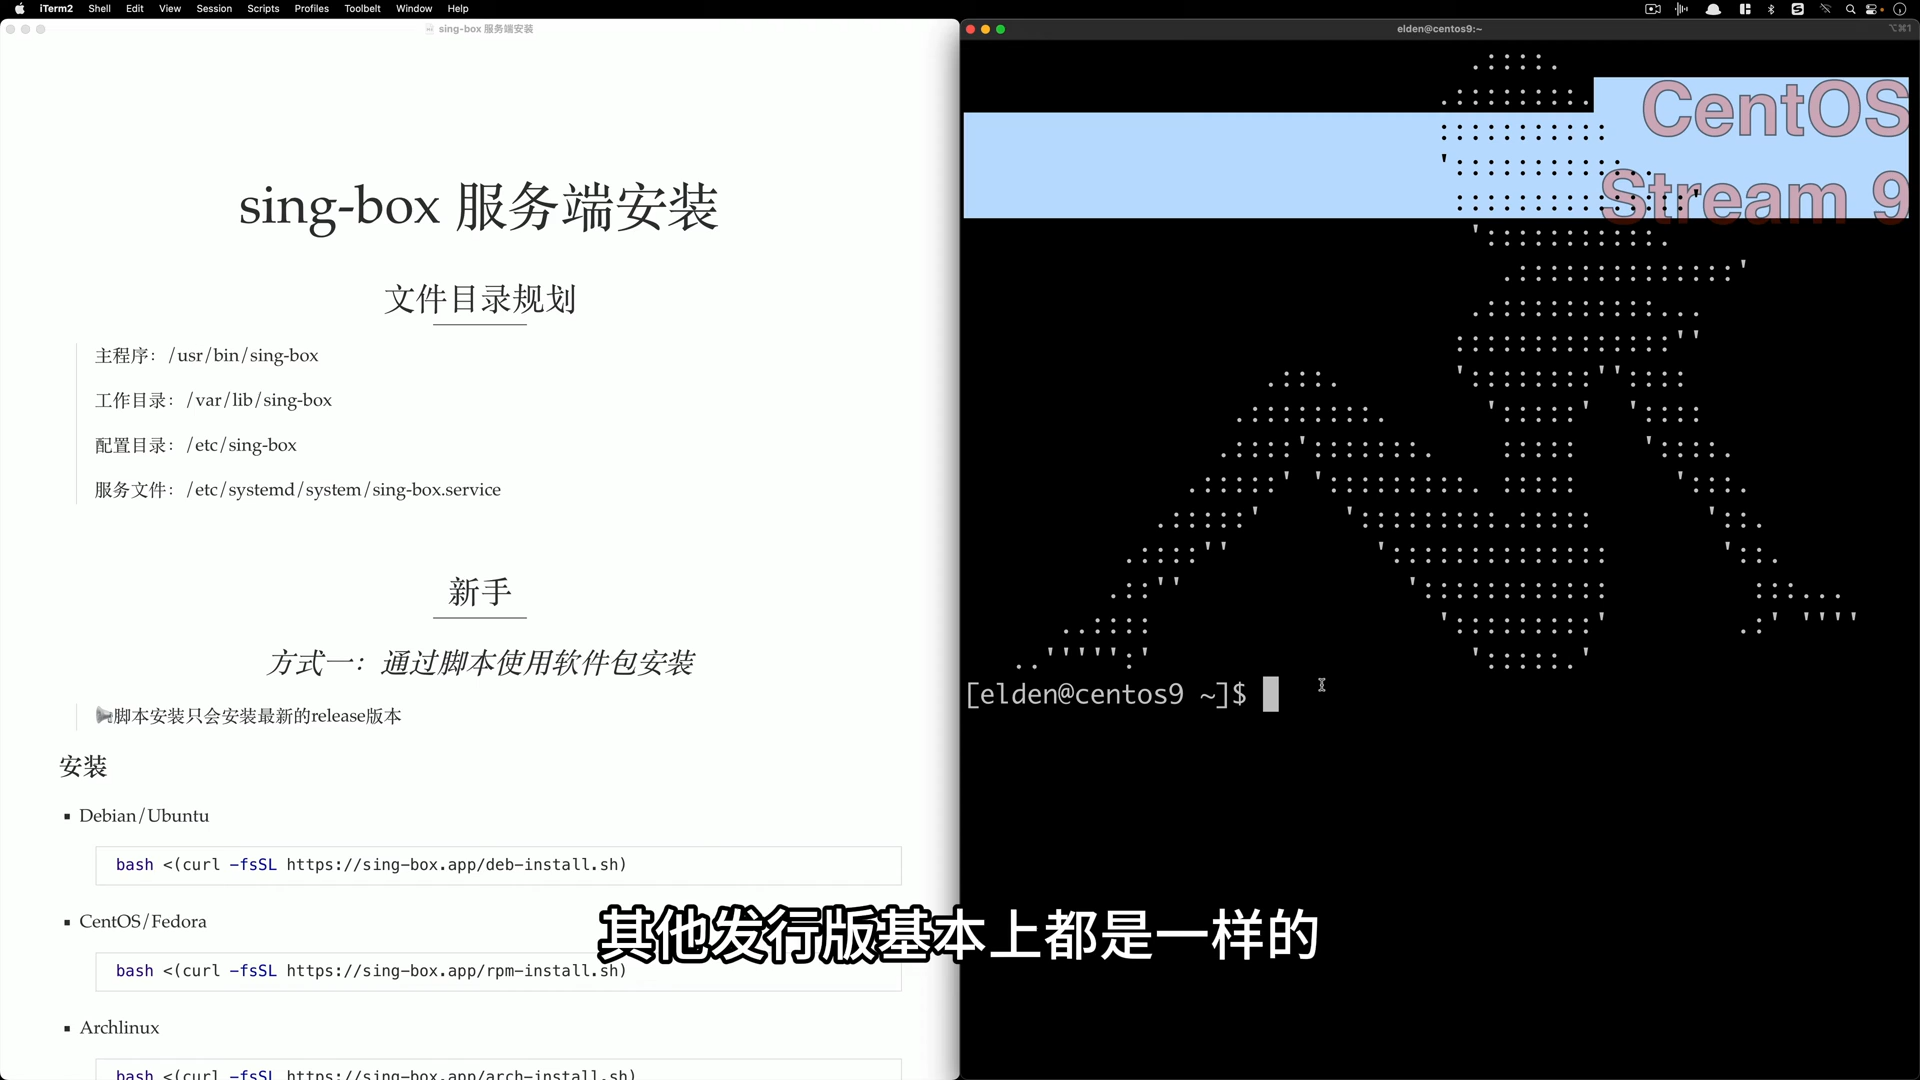 iTerm2 Shell Edit View Session Scripts Profiles Toolbelt Window Help
sing-box 服务端安装
elden@centos9:~
⌥⌘1
CentOS
Stream 9
sing-box 服务端安装
文件目录规划
主程序：/usr/bin/sing-box
工作目录：/var/lib/sing-box
配置目录：/etc/sing-box
服务文件：/etc/systemd/system/sing-box.service
新手
方式一：通过脚本使用软件包安装
📢脚本安装只会安装最新的release版本
安装
▪ Debian/Ubuntu
bash <(curl -fsSL https://sing-box.app/deb-install.sh)
▪ CentOS/Fedora
bash <(curl -fsSL https://sing-box.app/rpm-install.sh)
▪ Archlinux
bash <(curl -fsSL https://sing-box.app/arch-install.sh)
[elden@centos9 ~]$
其他发行版基本上都是一样的